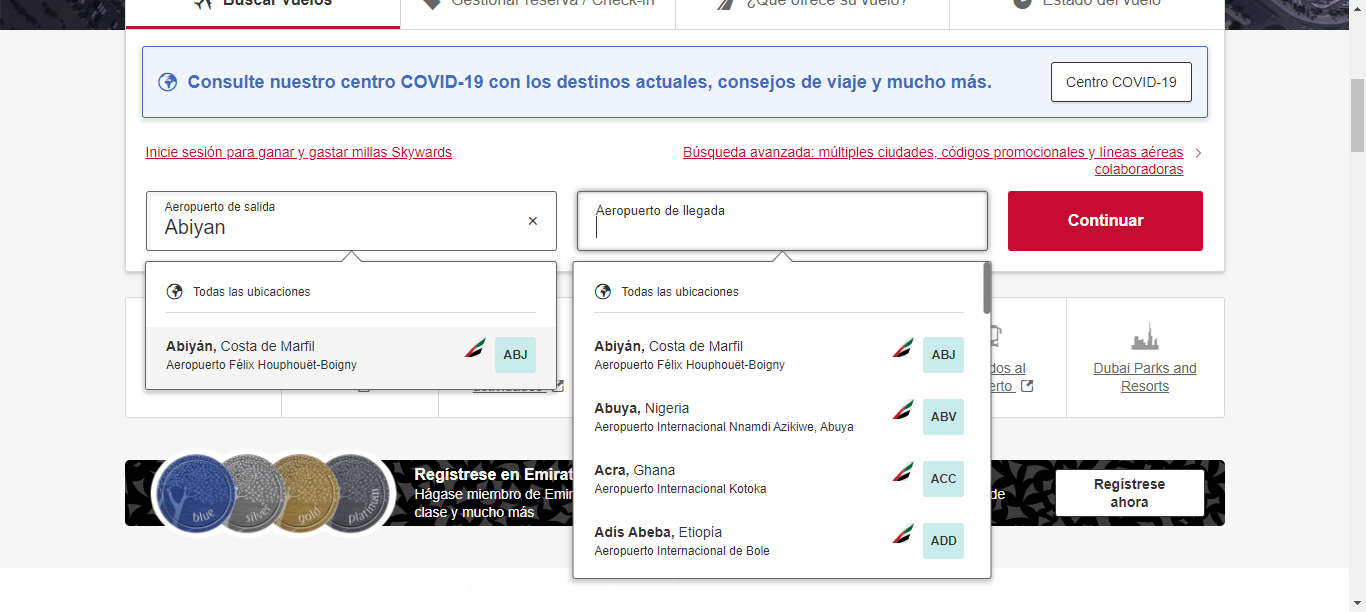 Buscar vuelos
Gestionar reserva / Check-in
¿Qué ofrece su vuelo?
Estado del vuelo
Consulte nuestro centro COVID-19 con los destinos actuales, consejos de viaje y mucho más.
Centro COVID-19
Inicie sesión para ganar y gastar millas Skywards
Búsqueda avanzada: múltiples ciudades, códigos promocionales y líneas aéreas
colaboradoras
Aeropuerto de salida
Abiyan
Aeropuerto de llegada
Continuar
Todas las ubicaciones
Abiyán, Costa de Marfil
Aeropuerto Félix Houphouët-Boigny
ABJ
Todas las ubicaciones
Abiyán, Costa de Marfil
Aeropuerto Félix Houphouët-Boigny
ABJ
Abuya, Nigeria
Aeropuerto Internacional Nnamdi Azikiwe, Abuya
ABV
Acra, Ghana
Aeropuerto Internacional Kotoka
ACC
Adís Abeba, Etiopía
Aeropuerto Internacional de Bole
ADD
dos al
erto
Dubai Parks and
Resorts
blue
silver
gold
platinum
Regístrese en Emirat
Hágase miembro de Emir
de
clase y mucho más
Regístrese
ahora